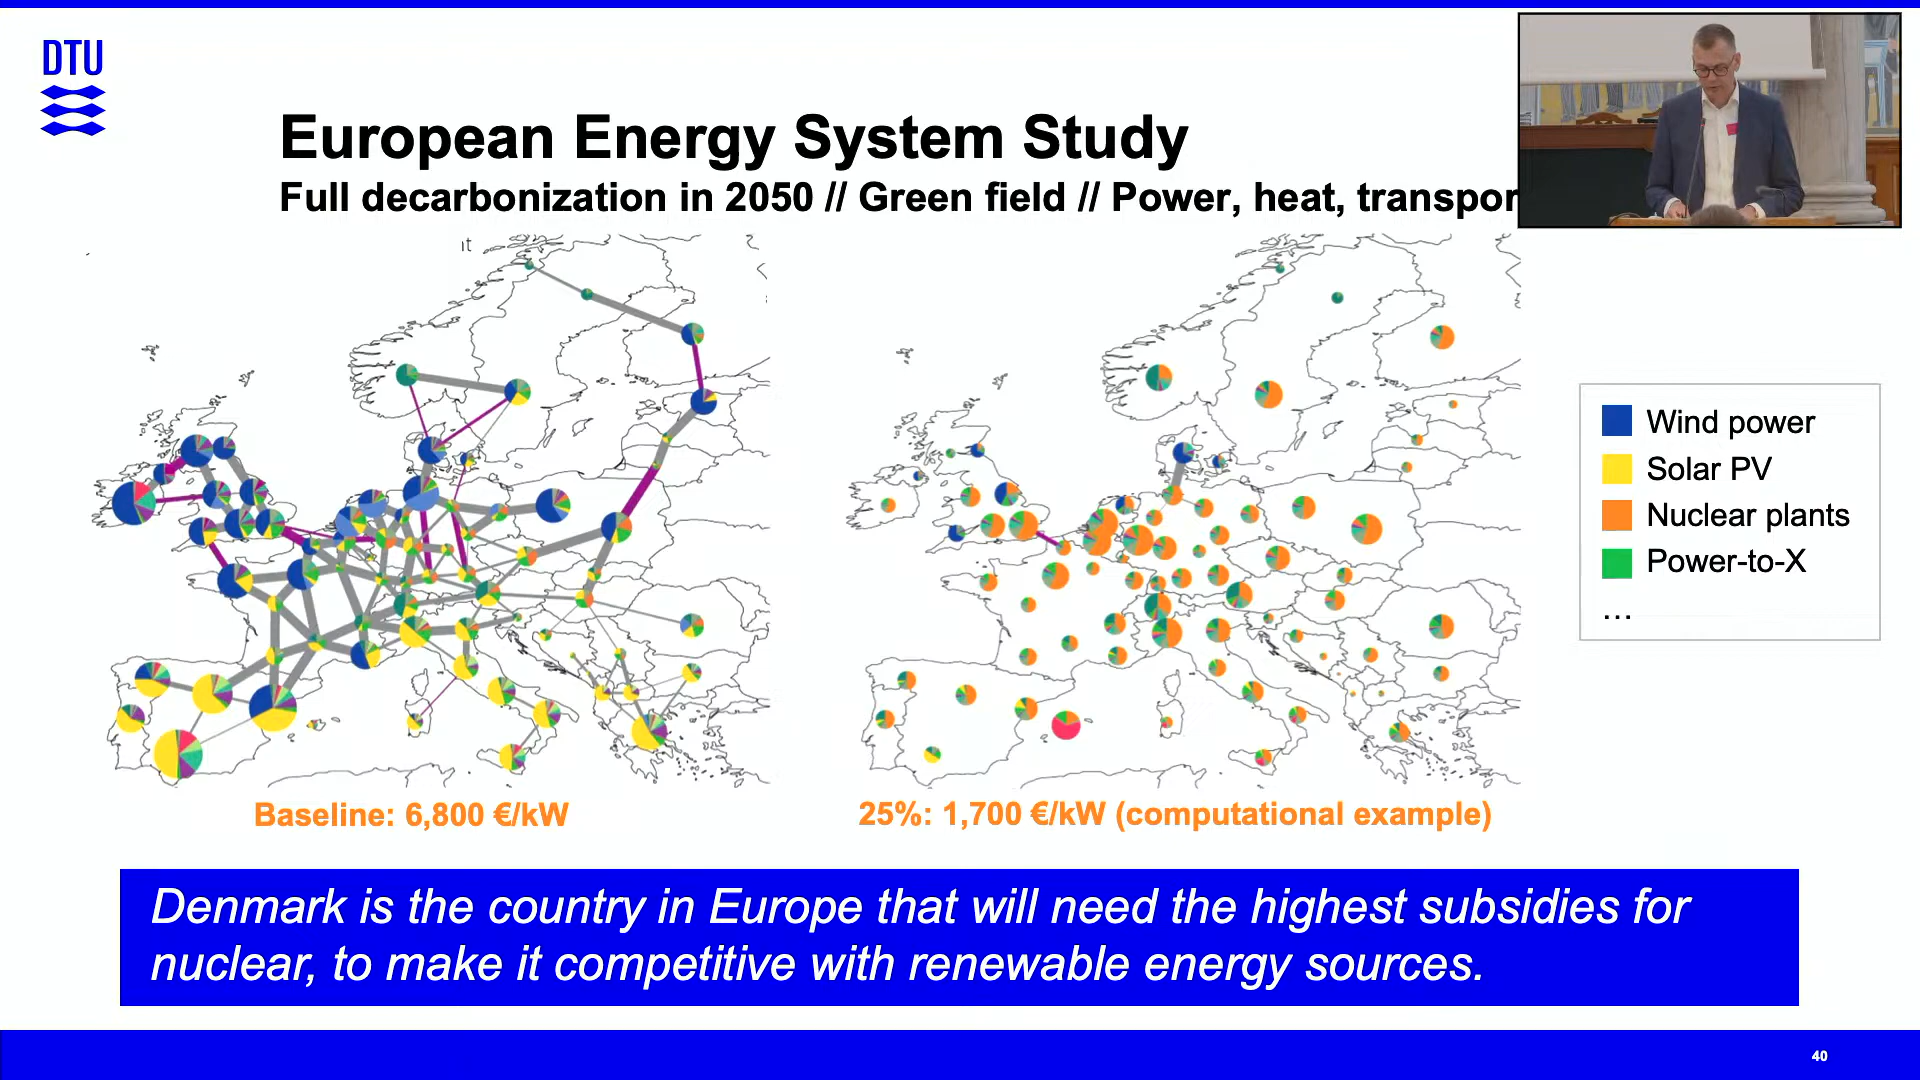 DTU
European Energy System Study
Full decarbonization in 2050 // Green field // Power, heat, transpor
it
Wind power
Solar PV
Nuclear plants
Power-to-X
...
Baseline: 6,800 €/kW
25%: 1,700 €/kW (computational example)
Denmark is the country in Europe that will need the highest subsidies for
nuclear, to make it competitive with renewable energy sources.
40